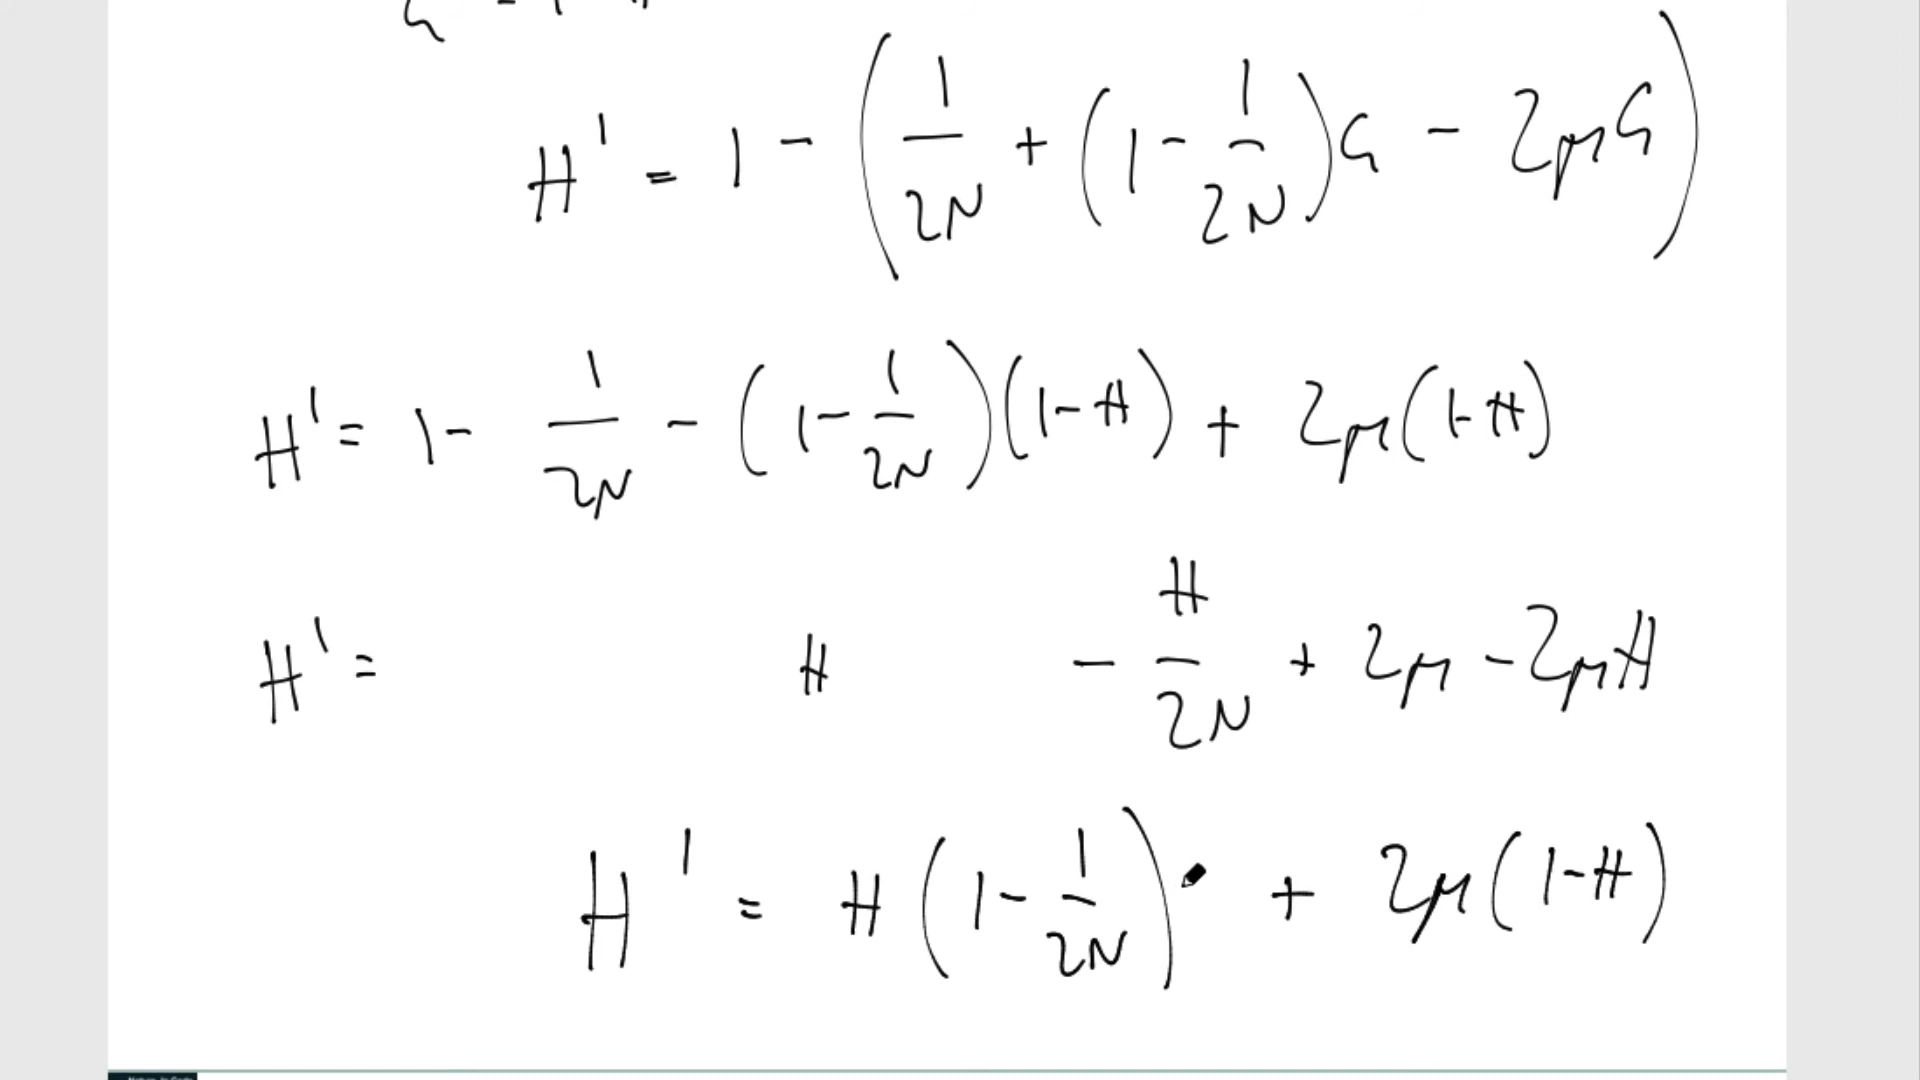 H' = 1 - ( 1/2N + (1 - 1/2N) G - 2μG )
H' = 1 - 1/2N - (1 - 1/2N)(1-H) + 2μ(1-H)
H' = H - H/2N + 2μ - 2μH
H' = H (1 - 1/2N) + 2μ(1-H)